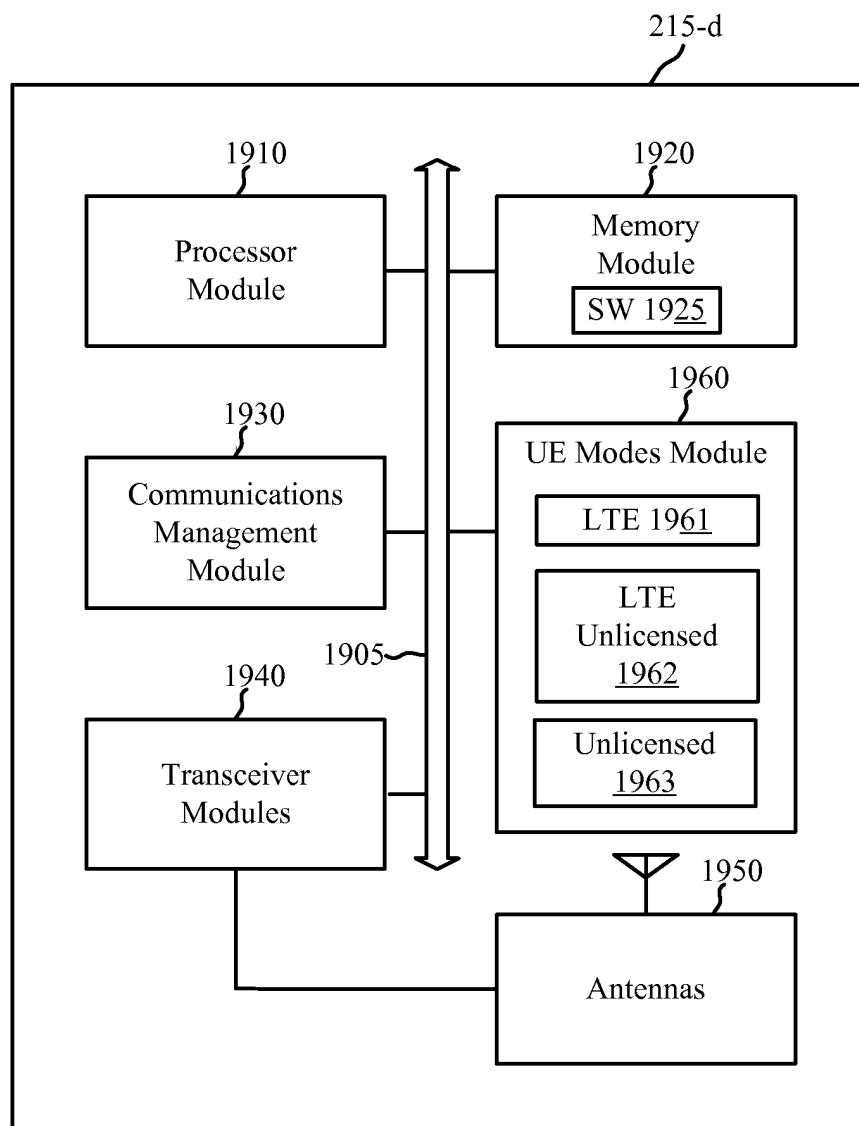 215-d
1910
1920
Processor
Module
Memory
Module
SW 1925
1930
1960
Communications
Management
Module
UE Modes Module
LTE 1961
LTE
Unlicensed
1962
1905
1940
Unlicensed
1963
Transceiver
Modules
1950
Antennas